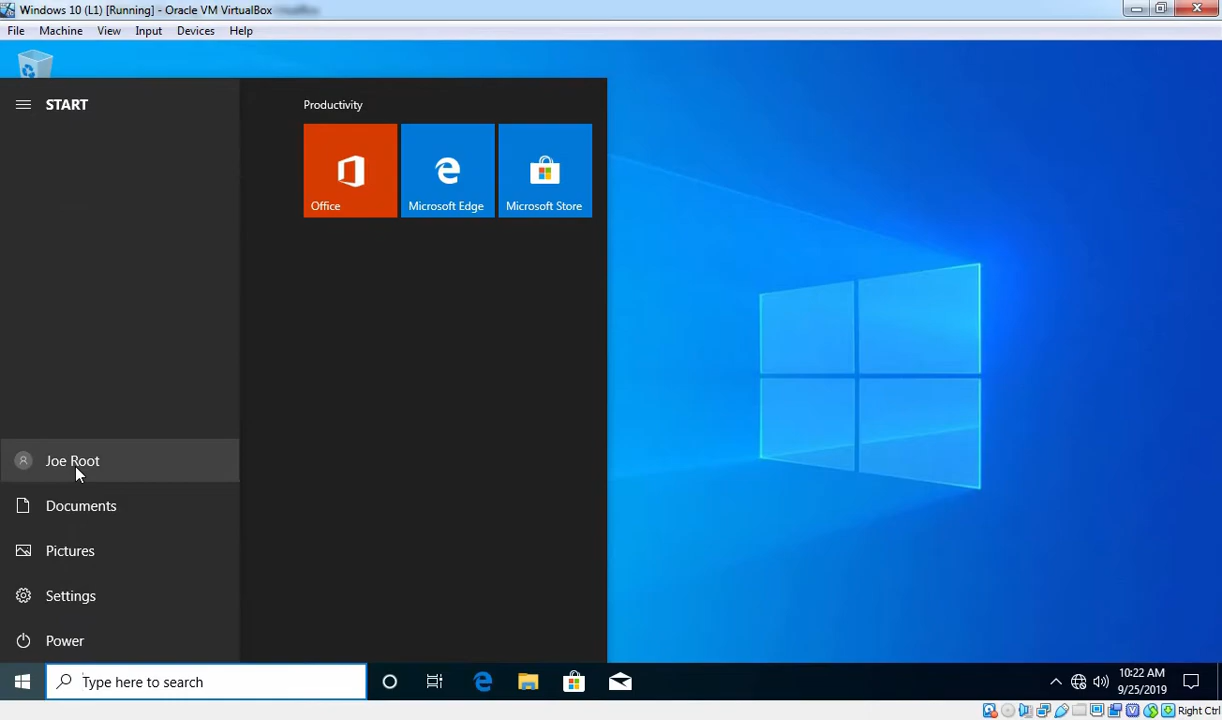 Windows 10 (L1) [Running] - Oracle VM VirtualBox
File Machine View Input Devices Help
START
Productivity
Office Microsoft Edge Microsoft Store
Joe Root
Documents
Pictures
Settings
Power
Type here to search
10:22 AM
9/25/2019
Right Ctrl